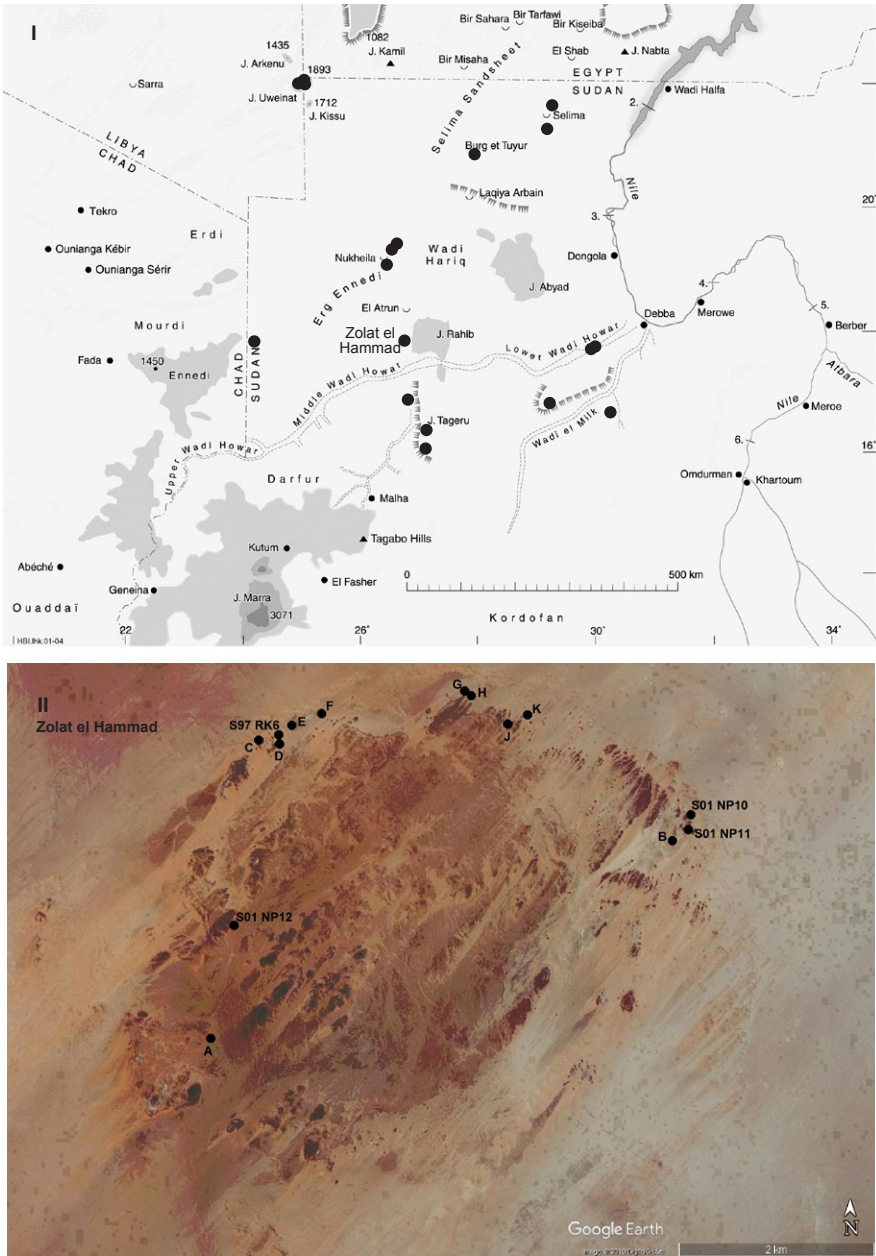 I
Bir Sahara
Bir Tarfawi
Bir Kiseiba
1082
J. Kamil
1435
J. Arkenu
Bir Misaha
El Shab
J. Nabta
1893
EGYPT
SUDAN
Sarra
J. Uweinat
1712
J. Kissu
Selima Sandsheet
2.
Wadi Halfa
Selima
LIBYA
CHAD
Burg et Tuyur
Nile
Laqiya Arbain
20°
Tekro
3.
Erdi
Ounianga Kébir
Wadi
Hariq
Nukheila
Dongola
Ounianga Sérir
J. Abyad
4.
Erg Ennedi
El Atrun
Debba
Merowe
5.
Mourdi
Zolat el
Hammad
J. Rahib
Berber
Lower Wadi Howar
Fada
1450
Ennedi
CHAD
SUDAN
Middle Wadi Howar
Atbara
Nile
Meroe
J. Tageru
Wadi el Milk
Upper
Wadi Howar
6.
16°
Darfur
Omdurman
Khartoum
Malha
Tagabo Hills
Kutum
Abéché
El Fasher
0
500 km
Geneina
J. Marra
3071
Ouaddaï
Kordofan
22
26°
30°
34°
HBI.lhk.01-04
II
Zolat el Hammad
G
H
F
K
S97 RK6
E
J
C
D
S01 NP10
S01 NP11
B
S01 NP12
A
Google Earth
N
2 km